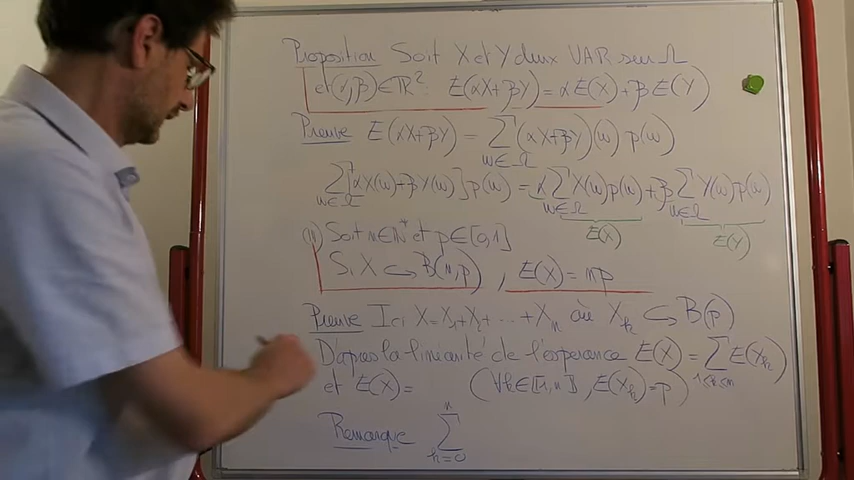 Proposition Soit X et Y deux VAR sur Ω
et (α,β)∈ℝ² : E(αX+βY) = αE(X)+βE(Y)
Preuve E(αX+βY) = ∑_{w∈Ω} (αX+βY)(w) p(w)
∑_{w∈Ω} [αX(w)+βY(w)] p(w) = α∑_{w∈Ω} X(w)p(w) + β∑_{w∈Ω} Y(w)p(w)
E(X) E(Y)
Soit n∈ℕ* et p∈[0,1]
Si X ↪ B(n,p), E(X) = np
Preuve Ici X = X₁+X₂+ ... +Xₙ où Xₖ ↪ B(p)
D'après la linéarité de l'espérance E(X) = ∑_{1≤k≤n} E(Xₖ)
et E(X) = (∀k∈[1,n], E(Xₖ)=p)
Remarque ∑_{k=0}^{n}